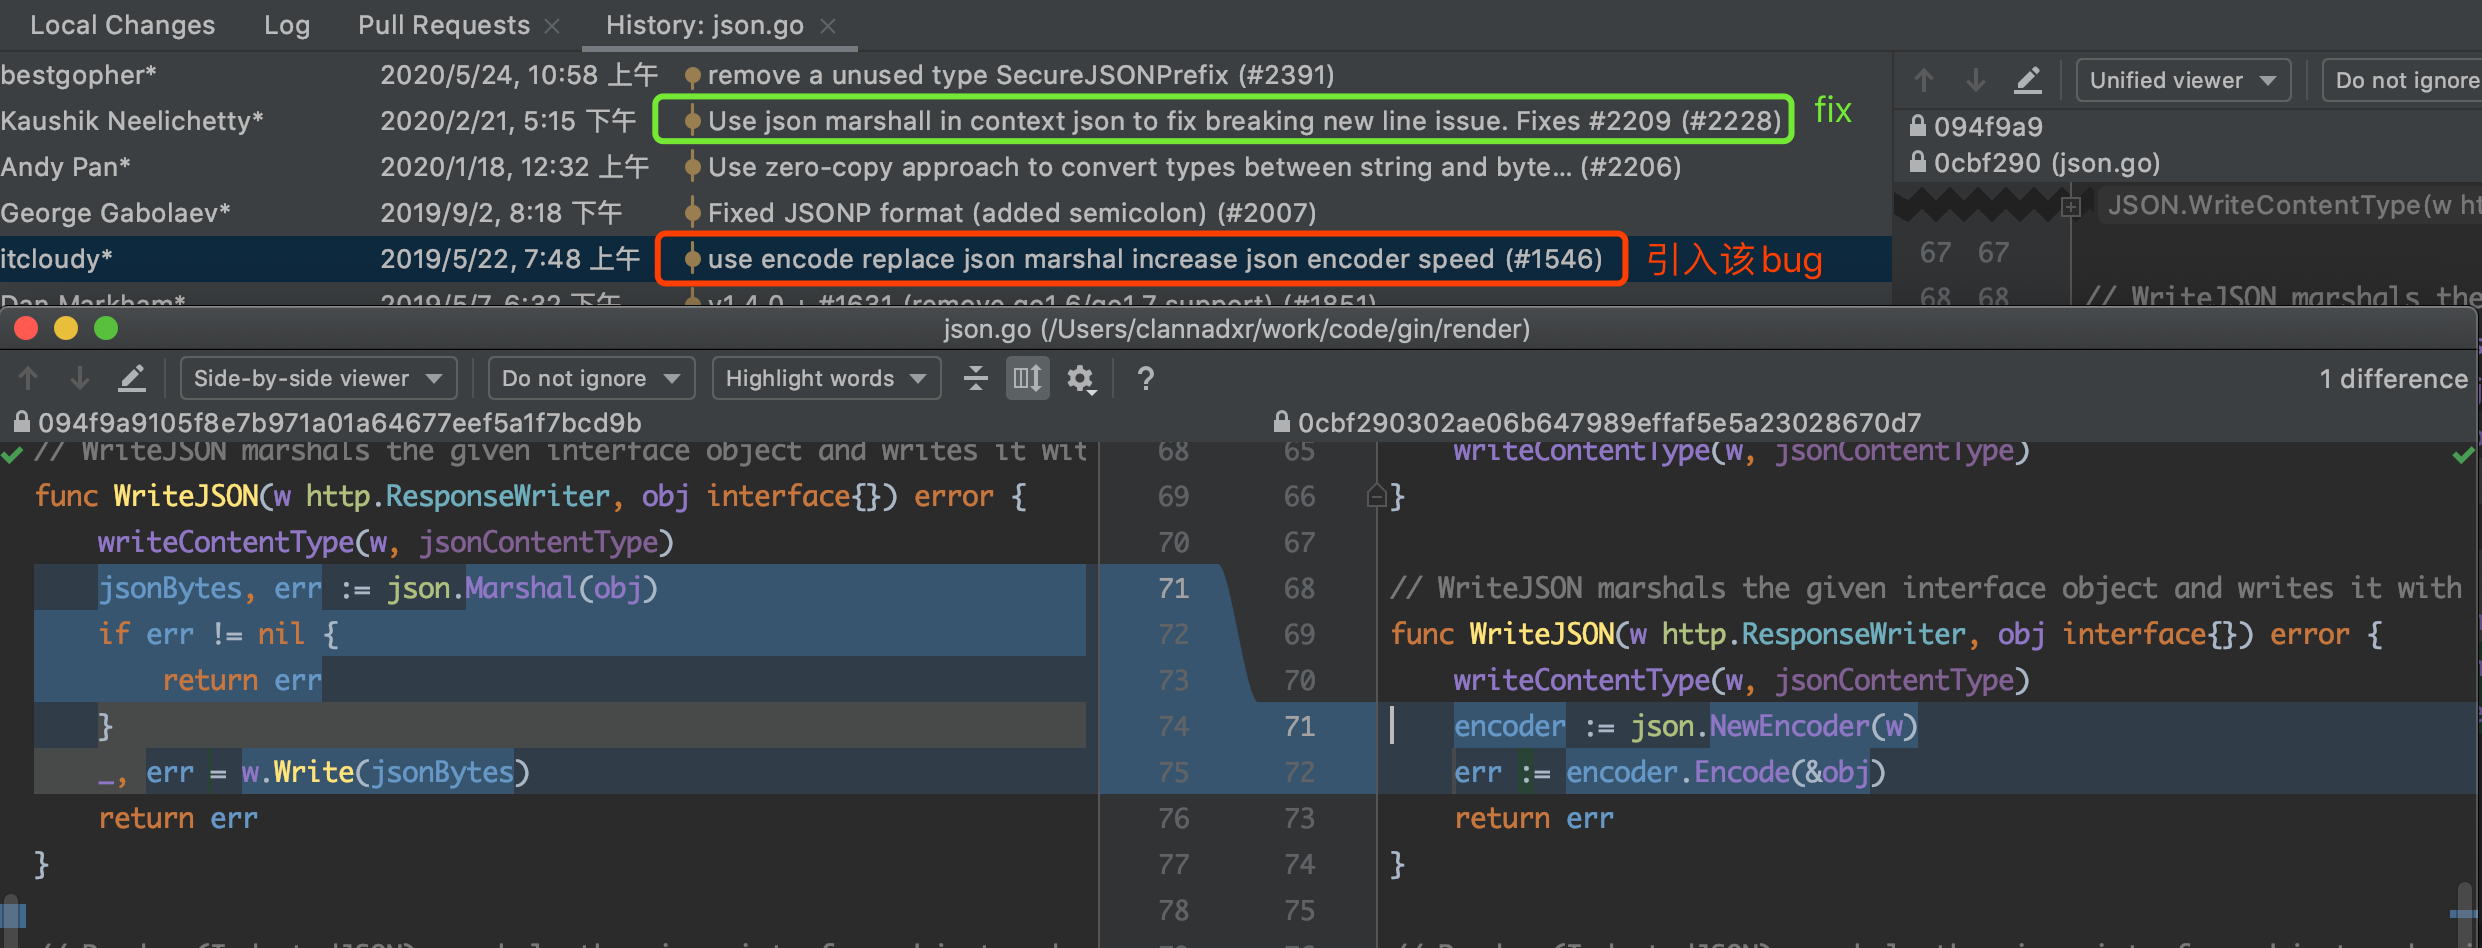 Local Changes Log Pull Requests × History: json.go ×
bestgopher* 2020/5/24, 10:58 上午 remove a unused type SecureJSONPrefix (#2391)
Kaushik Neelichetty* 2020/2/21, 5:15 下午 Use json marshall in context json to fix breaking new line issue. Fixes #2209 (#2228) fix
Andy Pan* 2020/1/18, 12:32 上午 Use zero-copy approach to convert types between string and byte... (#2206)
George Gabolaev* 2019/9/2, 8:18 下午 Fixed JSONP format (added semicolon) (#2007)
itcloudy* 2019/5/22, 7:48 上午 use encode replace json marshal increase json encoder speed (#1546) 引入该bug
Dan Markham* 2019/5/7, 6:32 下午 v1.4.0 + #1631 (remove go1.6/go1.7 support) (#1851)
Unified viewer Do not ignore
094f9a9
0cbf290 (json.go)
JSON.WriteContentType(w ht
67 67
68 68 // WriteJSON marshals the
json.go (/Users/clannadxr/work/code/gin/render)
Side-by-side viewer Do not ignore Highlight words ? 1 difference
094f9a9105f8e7b971a01a64677eef5a1f7bcd9b 0cbf290302ae06b647989effaf5e5a23028670d7
// WriteJSON marshals the given interface object and writes it wit 68 65 writeContentType(w, jsonContentType)
func WriteJSON(w http.ResponseWriter, obj interface{}) error { 69 66 }
writeContentType(w, jsonContentType) 70 67
jsonBytes, err := json.Marshal(obj) 71 68 // WriteJSON marshals the given interface object and writes it with
if err != nil { 72 69 func WriteJSON(w http.ResponseWriter, obj interface{}) error {
return err 73 70 writeContentType(w, jsonContentType)
} 74 71 encoder := json.NewEncoder(w)
_, err = w.Write(jsonBytes) 75 72 err := encoder.Encode(&obj)
return err 76 73 return err
} 77 74 }
78 75